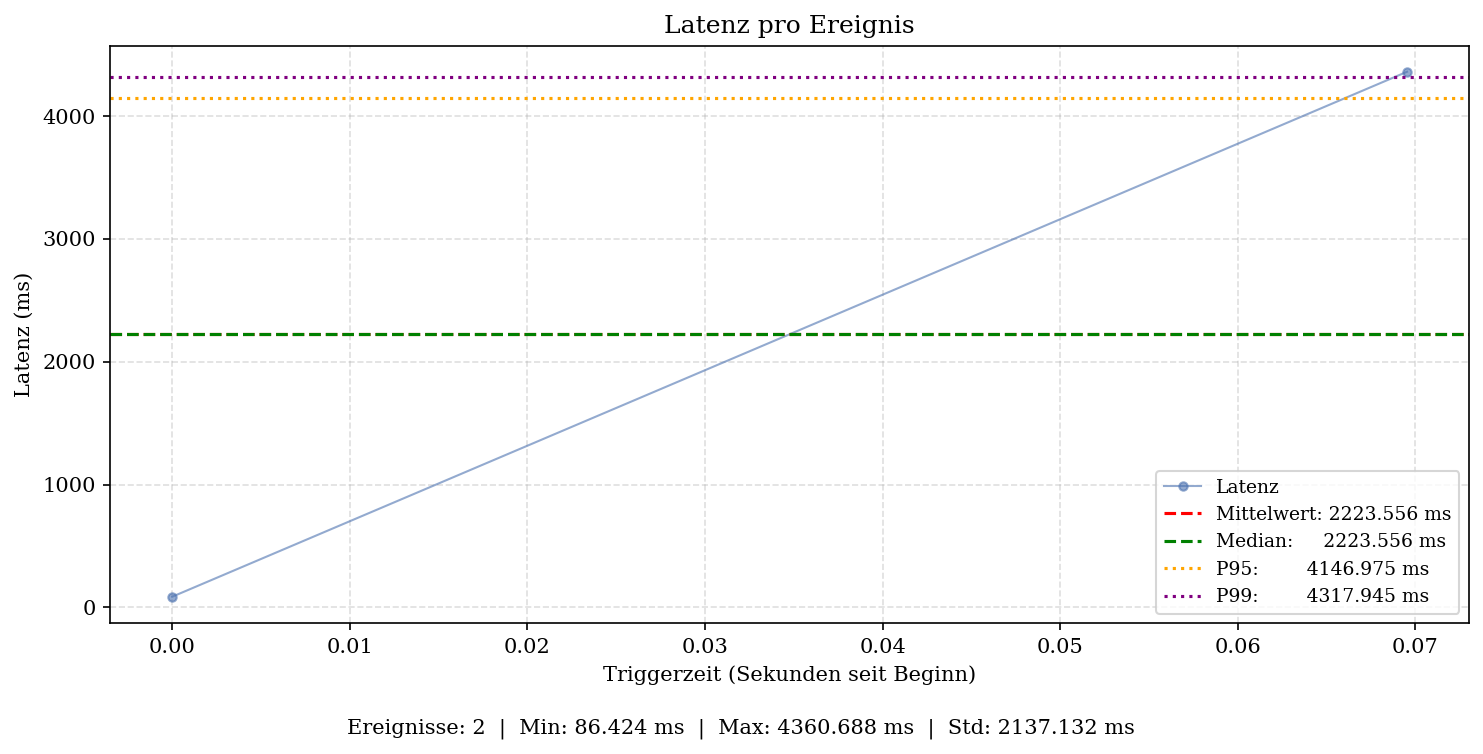 Latenz pro Ereignis
Latenz (ms)
4000
3000
2000
1000
0
Latenz
Mittelwert: 2223.556 ms
Median: 2223.556 ms
P95: 4146.975 ms
P99: 4317.945 ms
0.00 0.01 0.02 0.03 0.04 0.05 0.06 0.07
Triggerzeit (Sekunden seit Beginn)
Ereignisse: 2 | Min: 86.424 ms | Max: 4360.688 ms | Std: 2137.132 ms